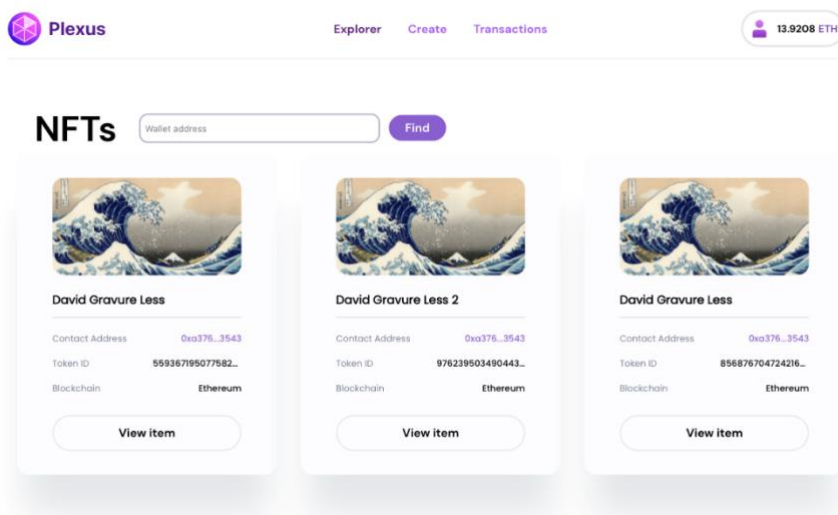 Plexus
Explorer Create Transactions
13.9208 ETH
NFTs
Wallet address
Find
David Gravure Less
Contact Address 0xa376...3543
Token ID 559367195077582...
Blockchain Ethereum
View item
David Gravure Less 2
Contact Address 0xa376...3543
Token ID 976239503490443...
Blockchain Ethereum
View item
David Gravure Less
Contact Address 0xa376...3543
Token ID 856876704724216...
Blockchain Ethereum
View item